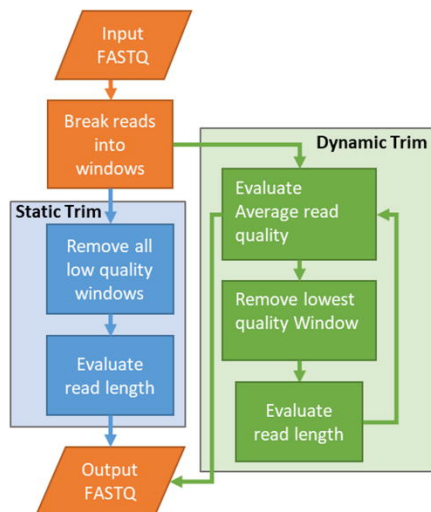 Input
FASTQ
Break reads
into
windows
Dynamic Trim
Evaluate
Average read
quality
Static Trim
Remove all
low quality
windows
Remove lowest
quality Window
Evaluate
read length
Evaluate
read length
Output
FASTQ